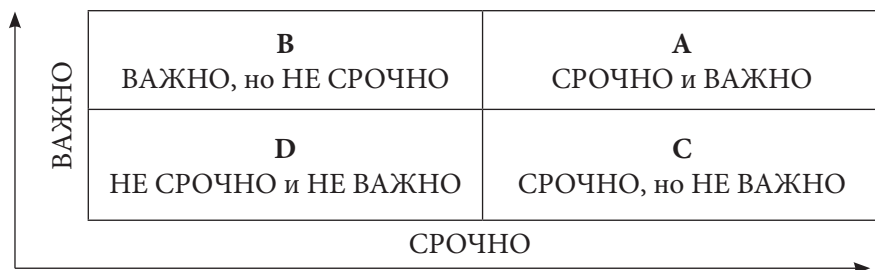 ВАЖНО
B
ВАЖНО, но НЕ СРОЧНО
A
СРОЧНО и ВАЖНО
D
НЕ СРОЧНО и НЕ ВАЖНО
C
СРОЧНО, но НЕ ВАЖНО
СРОЧНО